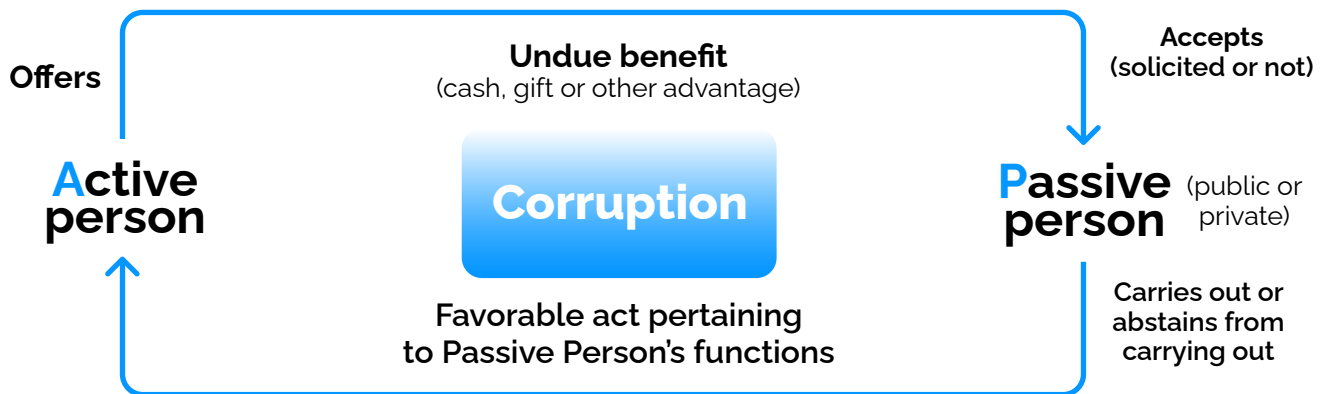 Offers
Undue benefit
(cash, gift or other advantage)
Accepts
(solicited or not)
Active
person
Corruption
Passive
person
(public or
private)
Favorable act pertaining
to Passive Person’s functions
Carries out or
abstains from
carrying out